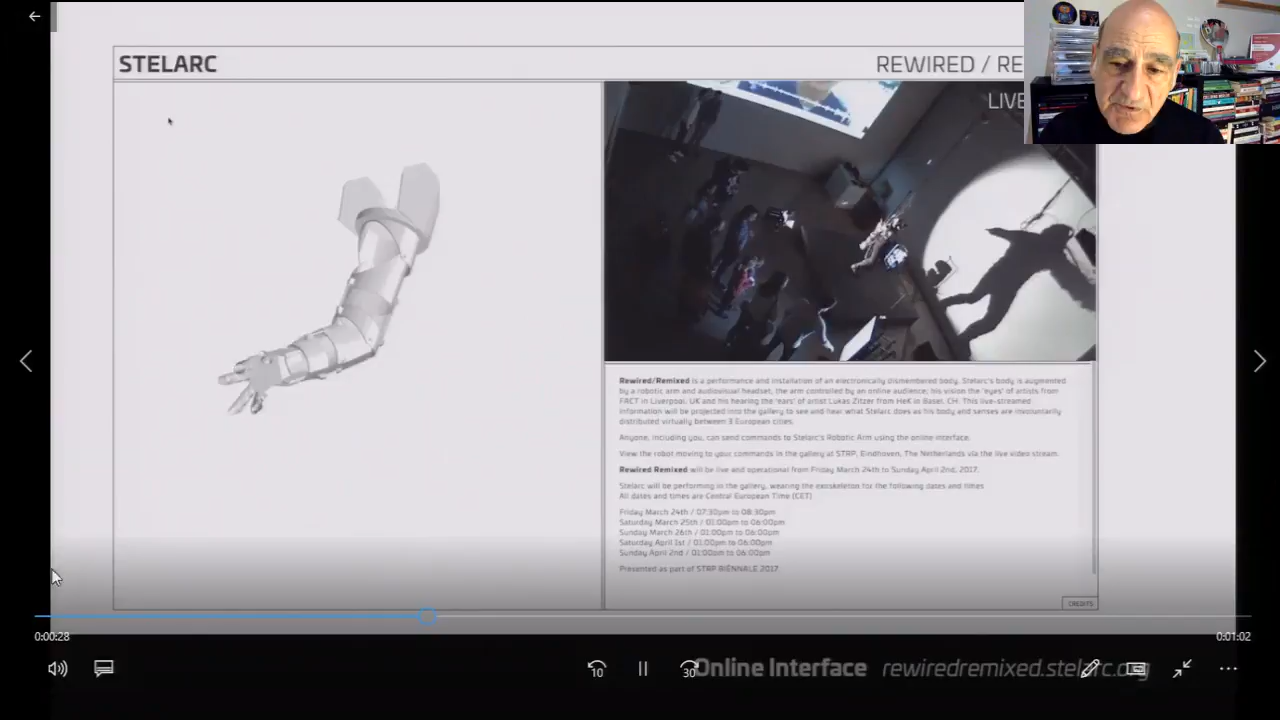 STELARC
REWIRED / RE
LIVE
Rewired/Remixed is a performance and installation of an electronically dismembered body. Stelarc's body is augmented
by a robotic arm and audiovisual headset, the arm controlled by an online audience; his vision the 'eyes' of artists from
FACT in Liverpool, UK and his hearing the 'ears' of artist Lukas Zitzer from HeK in Basel, CH. This live-streamed
information will be projected into the gallery to see and hear what Stelarc does as his body and senses are involuntarily
distributed virtually between 3 European cities.
Anyone, including you, can send commands to Stelarc's Robotic Arm using the online interface.
View the robot moving to your commands in the gallery at STRP, Eindhoven, The Netherlands via the live video stream.
Rewired Remixed will be live and operational from Friday March 24th to Sunday April 2nd, 2017.
Stelarc will be performing in the gallery, wearing the exoskeleton for the following dates and times
All dates and times are Central European Time (CET)
Friday March 24th / 07:30pm to 08:30pm
Saturday March 25th / 01:00pm to 06:00pm
Sunday March 26th / 01:00pm to 06:00pm
Saturday April 1st / 01:00pm to 06:00pm
Sunday April 2nd / 01:00pm to 06:00pm
Presented as part of STRP BIENNALE 2017
CREDITS
0:00:28
0:01:02
10
30
Online Interface rewiredremixed.stelarc.org